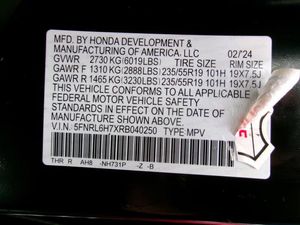 MFD. BY HONDA DEVELOPMENT &
MANUFACTURING OF AMERICA, LLC 02/'24
GVWR 2730 KG(6019LBS) TIRE SIZE RIM SIZE
GAWR F 1310 KG(2888LBS) 235/55R19 101H 19X7.5J
GAWR R 1465 KG(3230LBS) 235/55R19 101H 19X7.5J
THIS VEHICLE CONFORMS TO ALL APPLICABLE
FEDERAL MOTOR VEHICLE SAFETY
STANDARDS IN EFFECT ON THE DATE OF
MANUFACTURE SHOWN ABOVE.
V.I.N: 5FNRL6H7XRB040250 TYPE MPV
THR R AH8 -NH731P -Z -B